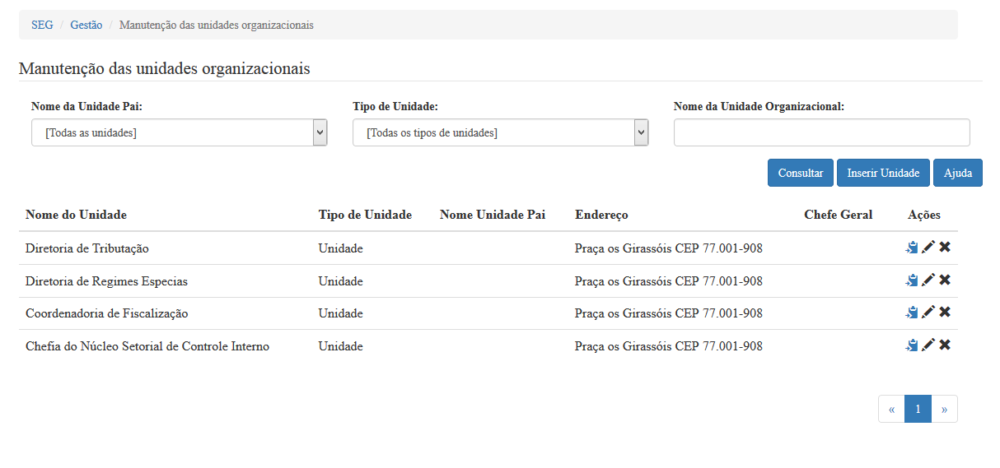 SEG / Gestão / Manutenção das unidades organizacionais
Manutenção das unidades organizacionais
Nome da Unidade Pai: Tipo de Unidade: Nome da Unidade Organizacional:
[Todas as unidades] [Todas os tipos de unidades]
Consultar Inserir Unidade Ajuda
Nome do Unidade Tipo de Unidade Nome Unidade Pai Endereço Chefe Geral Ações
Diretoria de Tributação Unidade Praça os Girassóis CEP 77.001-908
Diretoria de Regimes Especias Unidade Praça os Girassóis CEP 77.001-908
Coordenadoria de Fiscalização Unidade Praça os Girassóis CEP 77.001-908
Chefia do Núcleo Setorial de Controle Interno Unidade Praça os Girassóis CEP 77.001-908
« 1 »